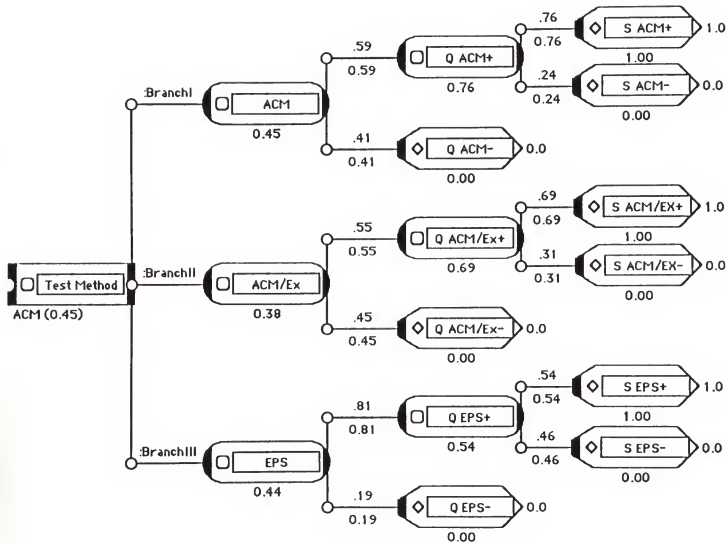 .76
0.76
S ACM+
1.0
1.00
.59
0.59
Q ACM+
0.76
.24
0.24
S ACM-
0.0
0.00
:BranchI
ACM
0.45
.41
0.41
Q ACM-
0.0
0.00
.69
0.69
S ACM/EX+
1.0
1.00
.55
0.55
Q ACM/Ex+
0.69
.31
0.31
S ACM/EX-
0.0
0.00
Test Method
ACM (0.45)
:BranchII
ACM/Ex
0.38
.45
0.45
Q ACM/Ex-
0.0
0.00
.54
0.54
S EPS+
1.0
1.00
.81
0.81
Q EPS+
0.54
.46
0.46
S EPS-
0.0
0.00
:BranchIII
EPS
0.44
.19
0.19
Q EPS-
0.0
0.00